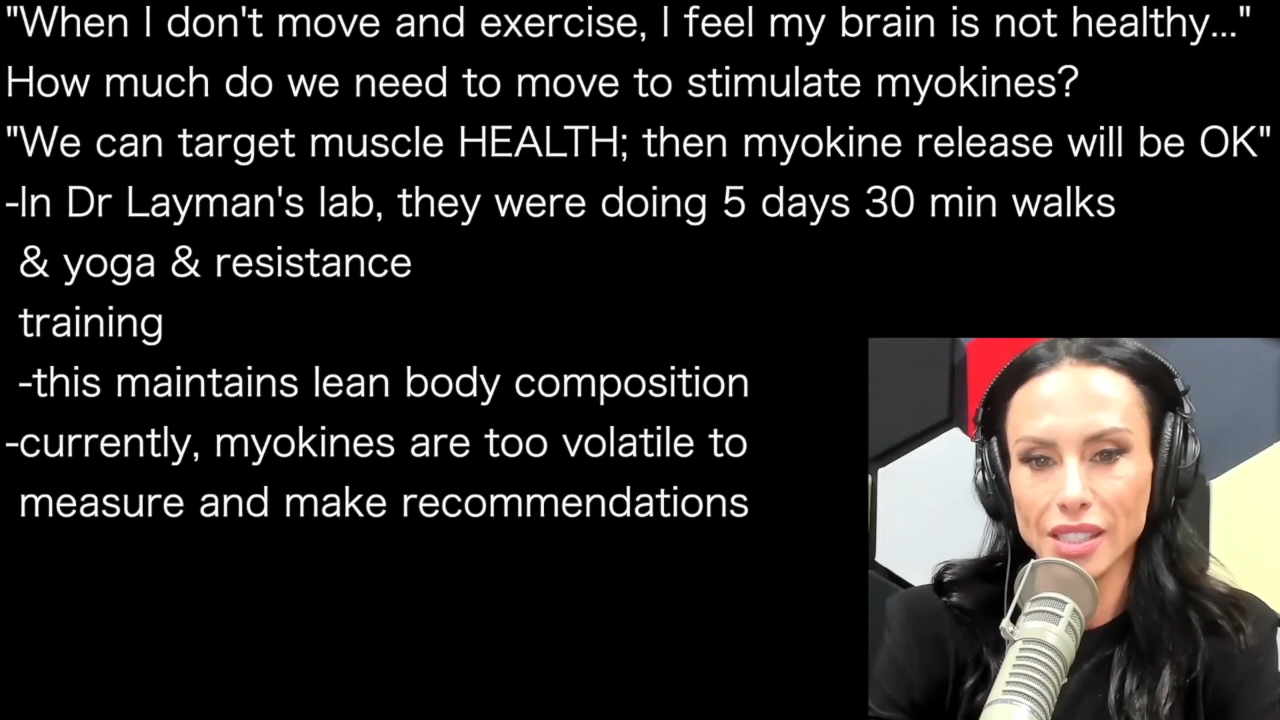 "When I don't move and exercise, I feel my brain is not healthy..."
How much do we need to move to stimulate myokines?
"We can target muscle HEALTH; then myokine release will be OK"
-In Dr Layman's lab, they were doing 5 days 30 min walks
& yoga & resistance
training
-this maintains lean body composition
-currently, myokines are too volatile to
measure and make recommendations